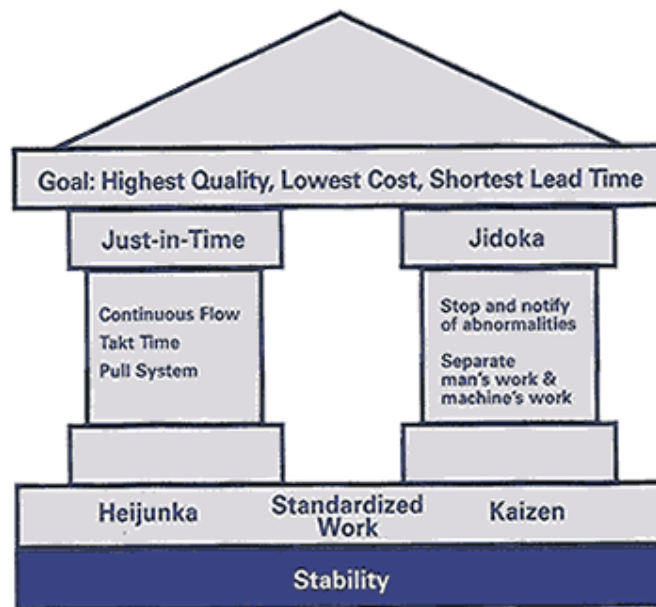 Goal: Highest Quality, Lowest Cost, Shortest Lead Time
Just-in-Time
Continuous Flow
Takt Time
Pull System
Jidoka
Stop and notify
of abnormalities
Separate
man's work &
machine's work
Heijunka
Standardized
Work
Kaizen
Stability